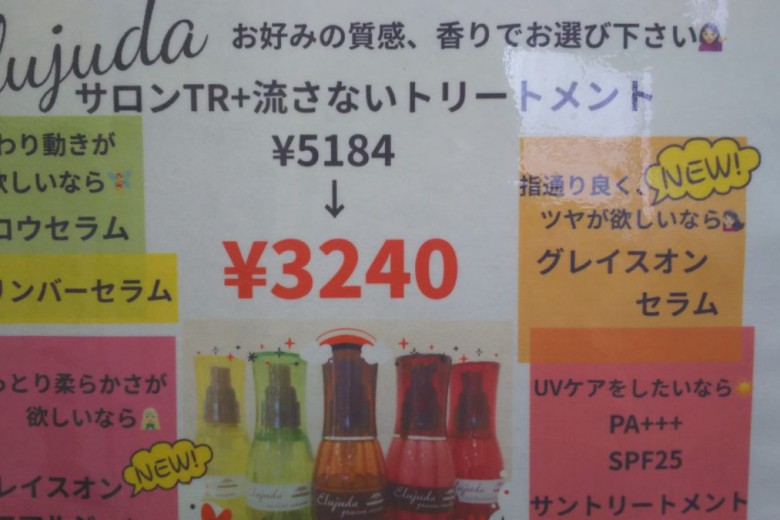 lujuda
お好みの質感、香りでお選び下さい
サロンTR+流さないトリートメント
¥5184
↓
¥3240
わり動きが
欲しいなら
ロウセラム
リンバーセラム
っとり柔らかさが
欲しいなら
NEW!
レイスオン
NEW!
指通り良く、
ツヤが欲しいなら
グレイスオン
セラム
UVケアをしたいなら
PA+++
SPF25
サントリートメント
Elujuda
Elujuda
Elujuda